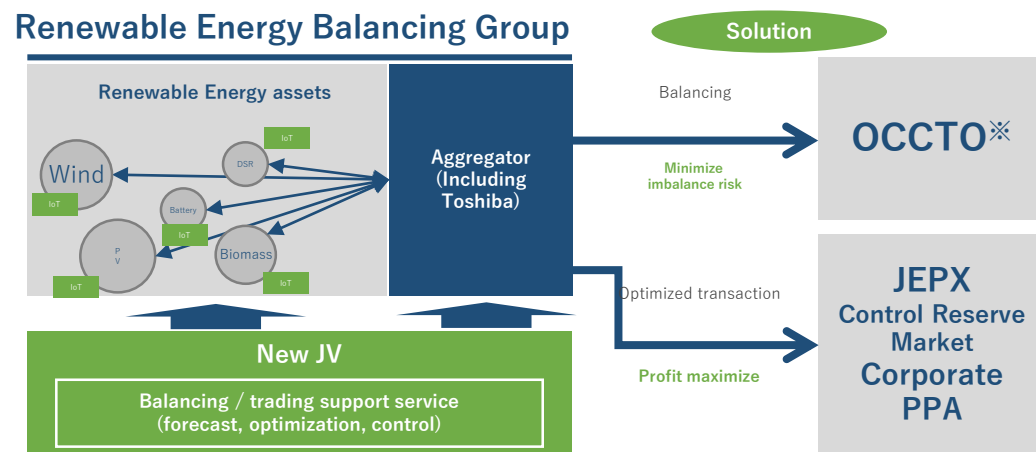 Renewable Energy Balancing Group
Solution
Renewable Energy assets
IoT
DSR
Wind
IoT
Battery
IoT
P
V
IoT
Biomass
IoT
Aggregator
(Including
Toshiba)
Balancing
Minimize
imbalance risk
OCCTO※
Optimized transaction
Profit maximize
JEPX
Control Reserve
Market
Corporate
PPA
New JV
Balancing / trading support service
(forecast, optimization, control)